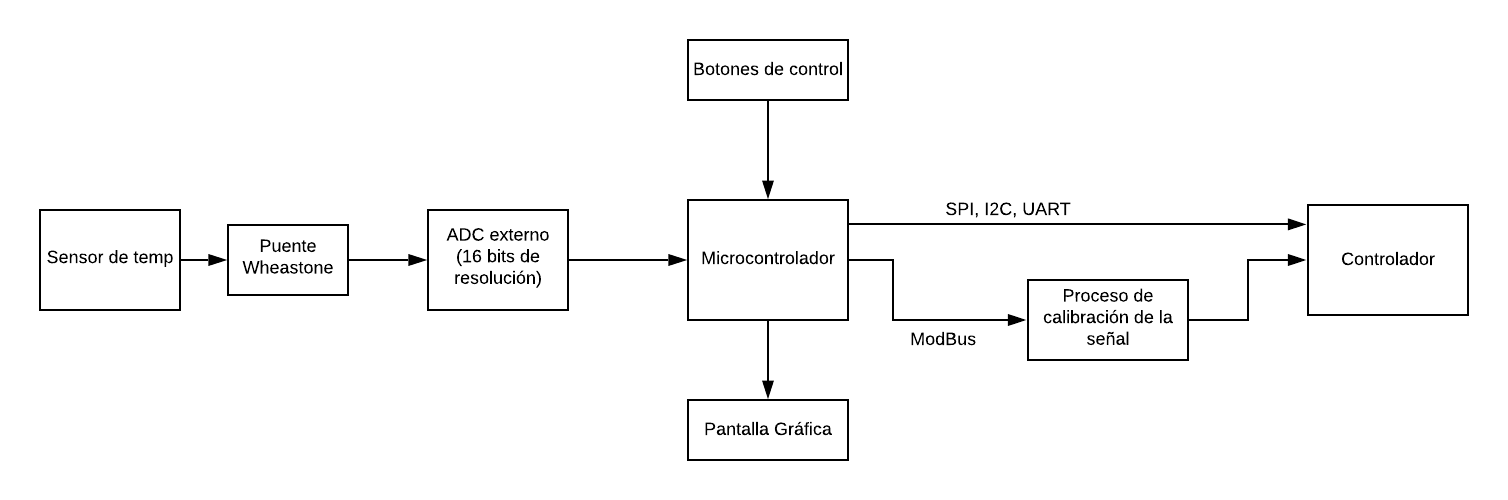 Botones de control
Sensor de temp
Puente
Wheastone
ADC externo
(16 bits de
resolución)
Microcontrolador
SPI, I2C, UART
Controlador
Proceso de
calibración de la
señal
ModBus
Pantalla Gráfica